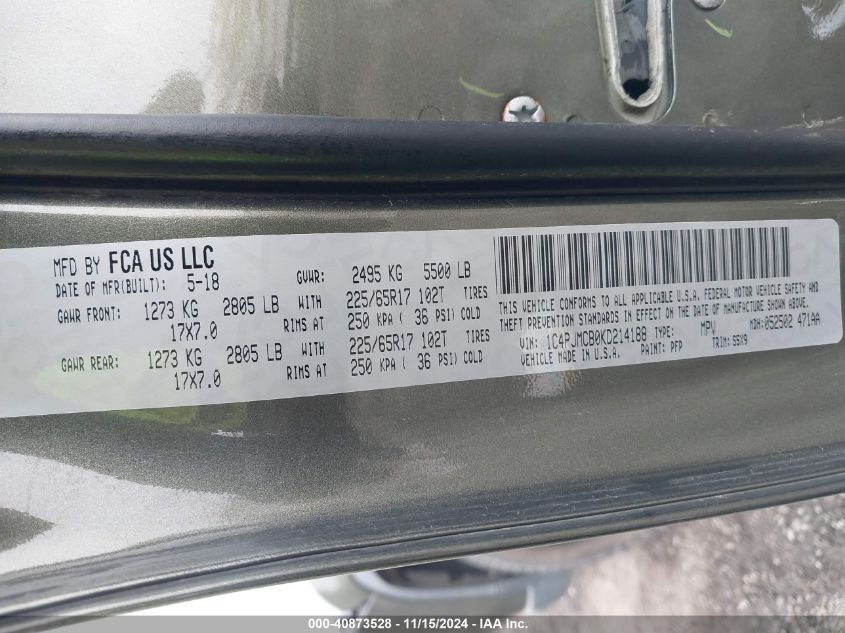 MFD BY FCA US LLC
DATE OF MFR(BUILT): 5-18
GVWR: 2495 KG 5500 LB
GAWR FRONT: 1273 KG 2805 LB WITH 225/65R17 102T TIRES
17X7.0 RIMS AT 250 KPA ( 36 PSI) COLD
GAWR REAR: 1273 KG 2805 LB WITH 225/65R17 102T TIRES
17X7.0 RIMS AT 250 KPA ( 36 PSI) COLD
THIS VEHICLE CONFORMS TO ALL APPLICABLE U.S.A. FEDERAL MOTOR VEHICLE SAFETY AND
THEFT PREVENTION STANDARDS IN EFFECT ON THE DATE OF MANUFACTURE SHOWN ABOVE.
VIN: 1C4PJMCB0KD214188 TYPE: MPV MDH: 052502 471AA
VEHICLE MADE IN U.S.A. PAINT: PFP TRIM: SSX9
000-40873528 - 11/15/2024 - IAA Inc.